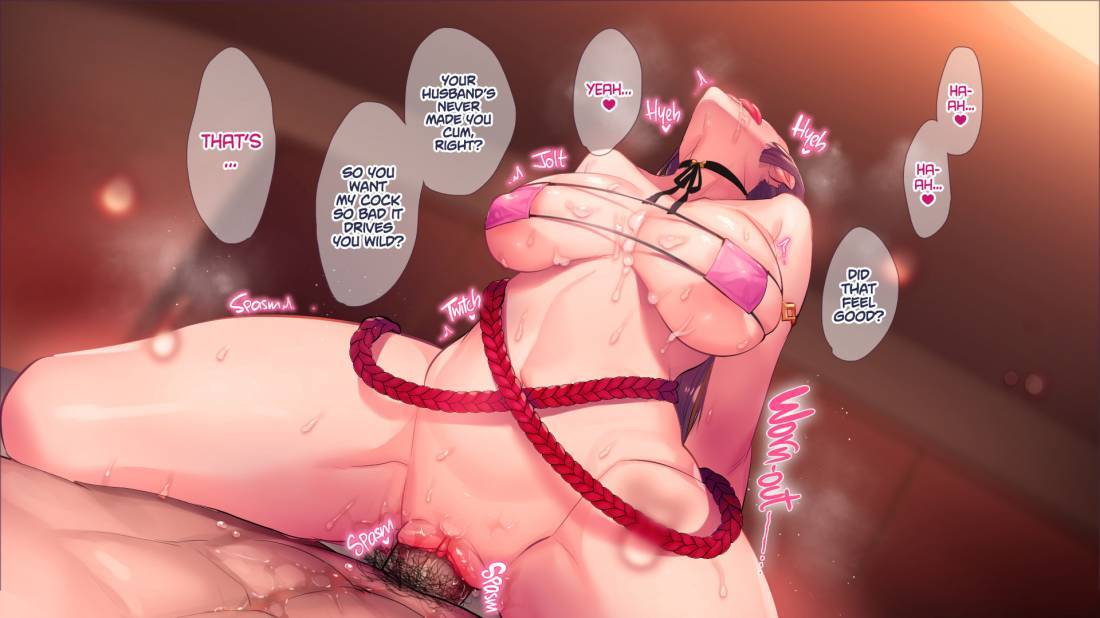 HA-
AH...
♥
HA-
AH...
♥
DID
THAT
FEEL
GOOD?
Hyeh
Hyeh
YEAH...
♥
Jolt
YOUR
HUSBAND'S
NEVER
MADE YOU
CUM,
RIGHT?
SO YOU
WANT
MY COCK
SO BAD IT
DRIVES
YOU WILD?
THAT'S
...
Twitch
Spasm
Spasm
Spasm
Worn-out